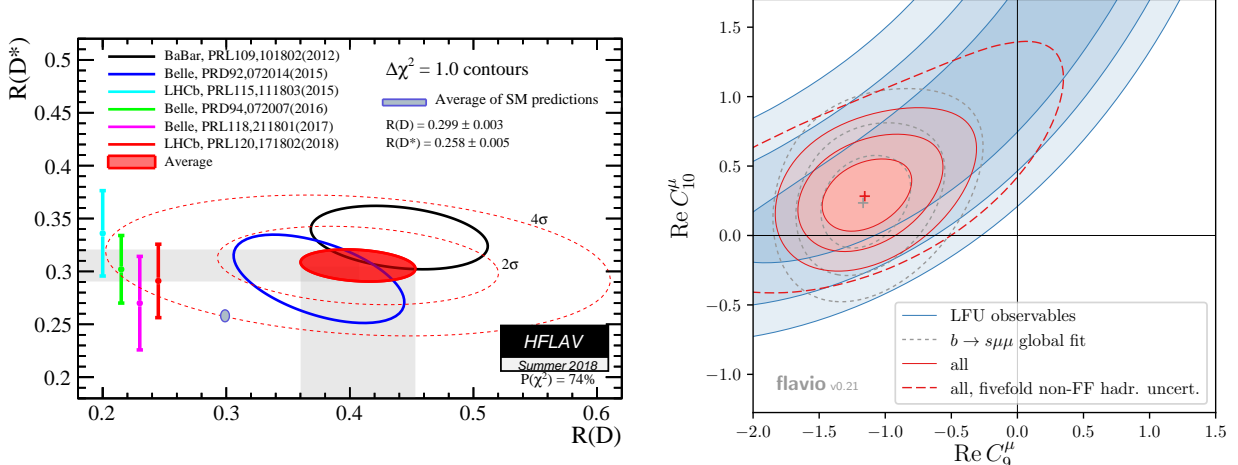 R(D*)
0.5
0.45
0.4
0.35
0.3
0.25
0.2
BaBar, PRL109,101802(2012)
Belle, PRD92,072014(2015)
LHCb, PRL115,111803(2015)
Belle, PRD94,072007(2016)
Belle, PRL118,211801(2017)
LHCb, PRL120,171802(2018)
Average
Δχ² = 1.0 contours
Average of SM predictions
R(D) = 0.299 ± 0.003
R(D*) = 0.258 ± 0.005
4σ
2σ
HFLAV
Summer 2018
P(χ²) = 74%
0.2 0.3 0.4 0.5 0.6
R(D)
Re C₁₀^μ
1.5
1.0
0.5
0.0
−0.5
−1.0
LFU observables
b → sμμ global fit
all
all, fivefold non-FF hadr. uncert.
flavio v0.21
−2.0 −1.5 −1.0 −0.5 0.0 0.5 1.0 1.5
Re C₉^μ